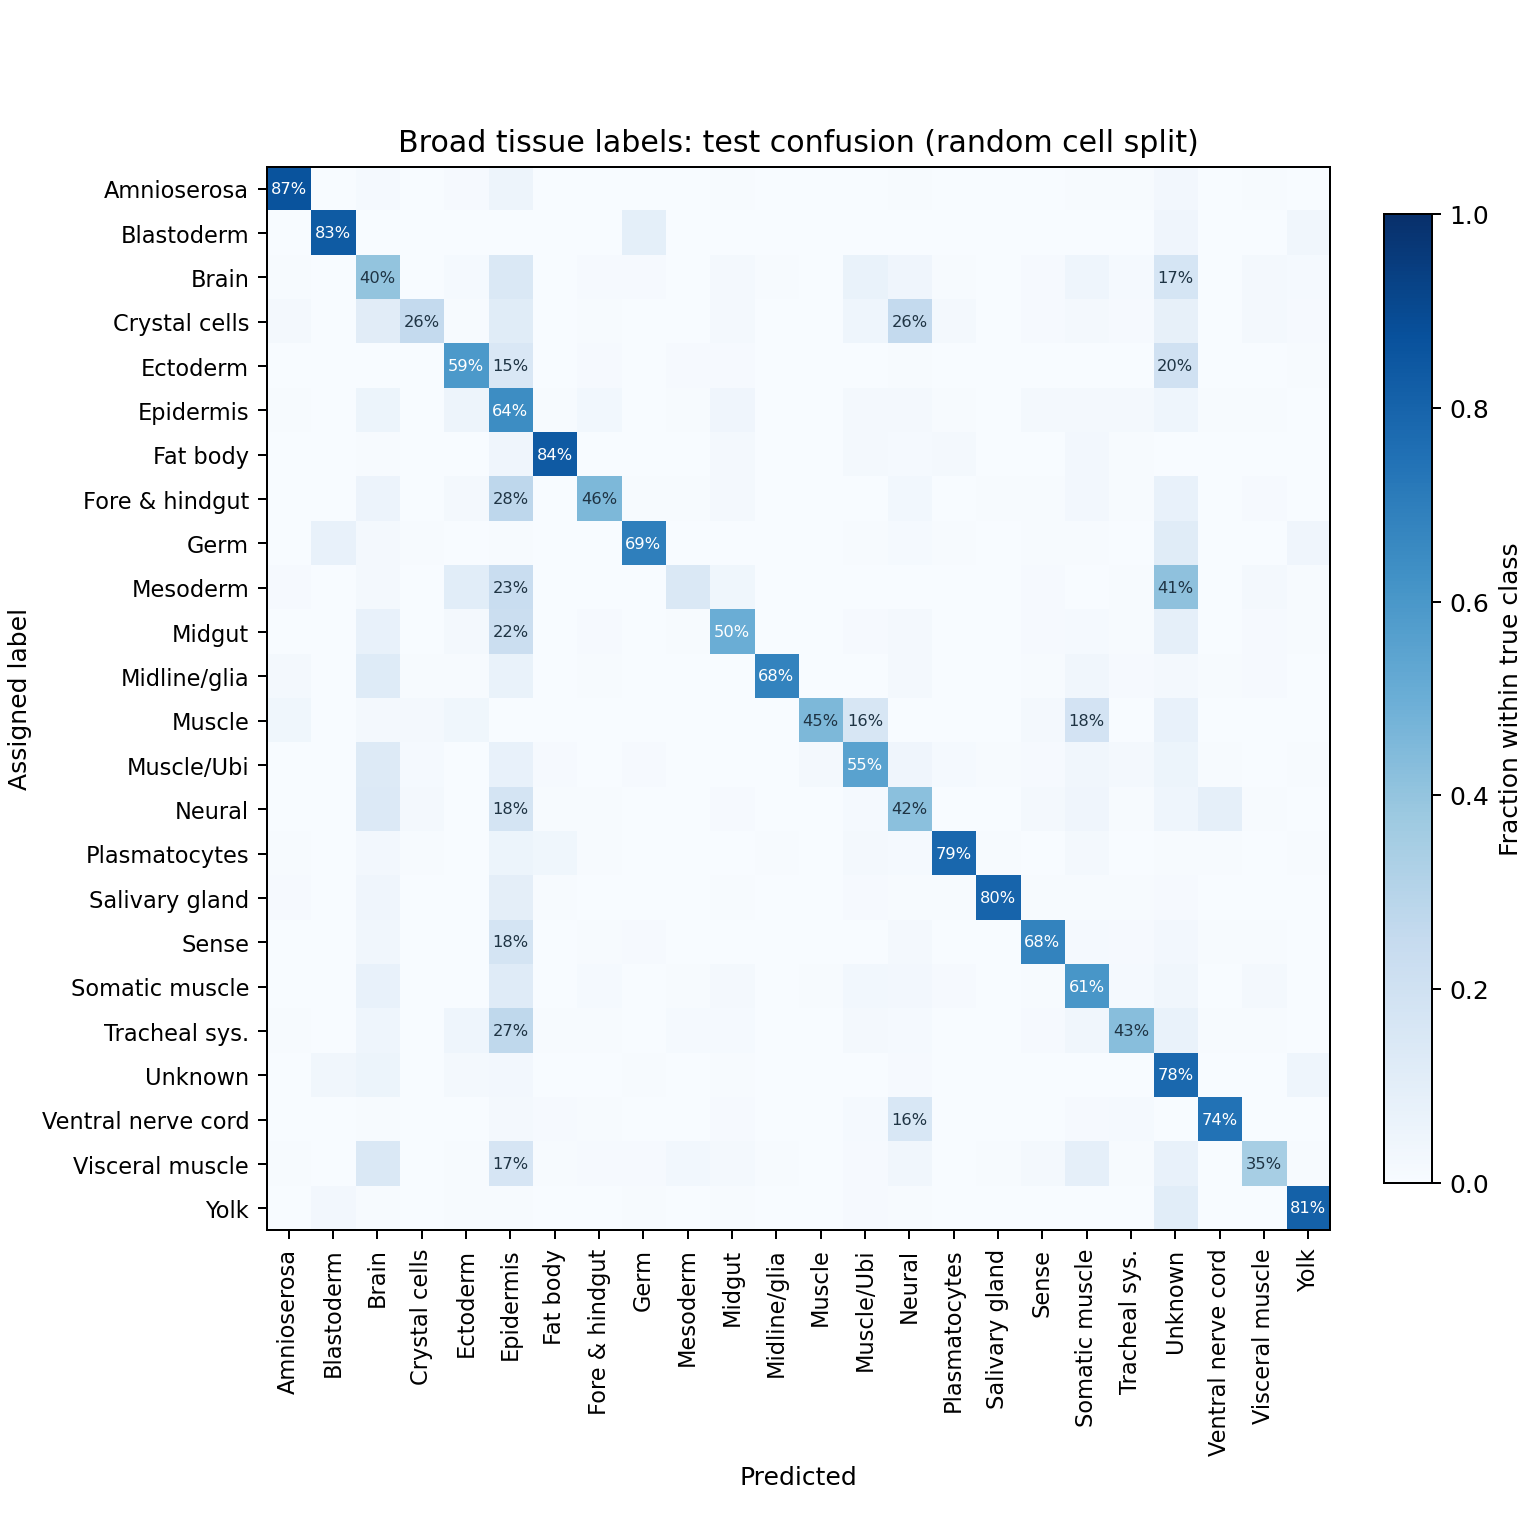 Broad tissue labels: test confusion (random cell split)
Assigned label
Amnioserosa 87%
Blastoderm 83%
Brain 40% 17%
Crystal cells 26% 26%
Ectoderm 59% 15% 20%
Epidermis 64%
Fat body 84%
Fore & hindgut 28% 46%
Germ 69%
Mesoderm 23% 41%
Midgut 22% 50%
Midline/glia 68%
Muscle 45% 16% 18%
Muscle/Ubi 55%
Neural 18% 42%
Plasmatocytes 79%
Salivary gland 80%
Sense 18% 68%
Somatic muscle 61%
Tracheal sys. 27% 43%
Unknown 78%
Ventral nerve cord 16% 74%
Visceral muscle 17% 35%
Yolk 81%
Amnioserosa
Blastoderm
Brain
Crystal cells
Ectoderm
Epidermis
Fat body
Fore & hindgut
Germ
Mesoderm
Midgut
Midline/glia
Muscle
Muscle/Ubi
Neural
Plasmatocytes
Salivary gland
Sense
Somatic muscle
Tracheal sys.
Unknown
Ventral nerve cord
Visceral muscle
Yolk
Predicted
1.0
0.8
0.6
0.4
0.2
0.0
Fraction within true class